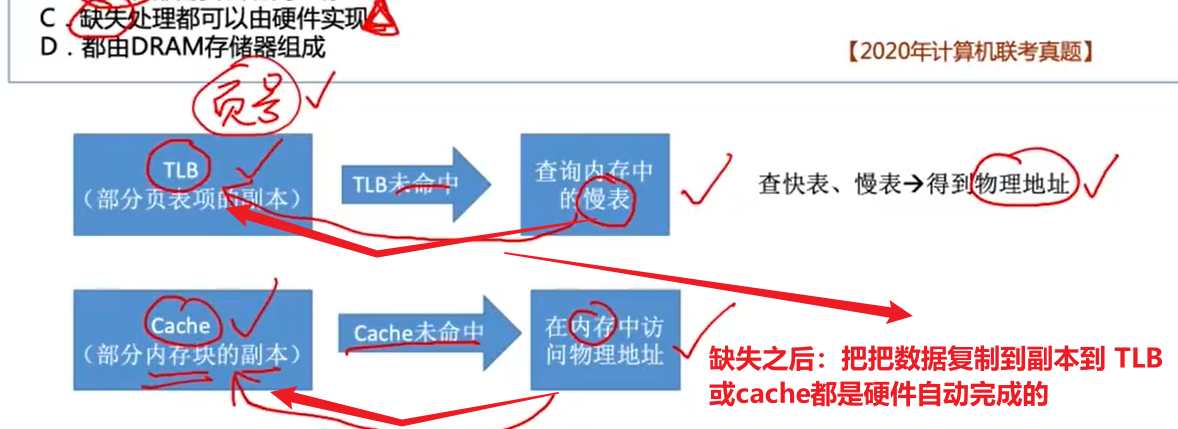 C．缺失处理都可以由硬件实现
D．都由DRAM存储器组成
【2020年计算机联考真题】
页号
TLB
（部分页表项的副本）
TLB未命中
查询内存中
的慢表
查快表、慢表→得到物理地址
Cache
（部分内存块的副本）
Cache未命中
在内存中访
问物理地址
缺失之后：把把数据复制到副本到 TLB
或cache都是硬件自动完成的